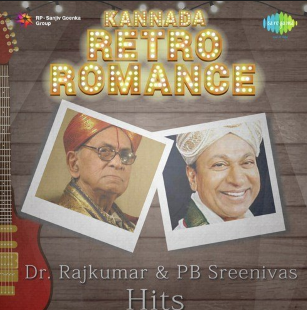 RP-Sanjiv Goenka
Group
KANNADA
RETRO
ROMANCE
Dr. Rajkumar & PB Sreenivas
Hits